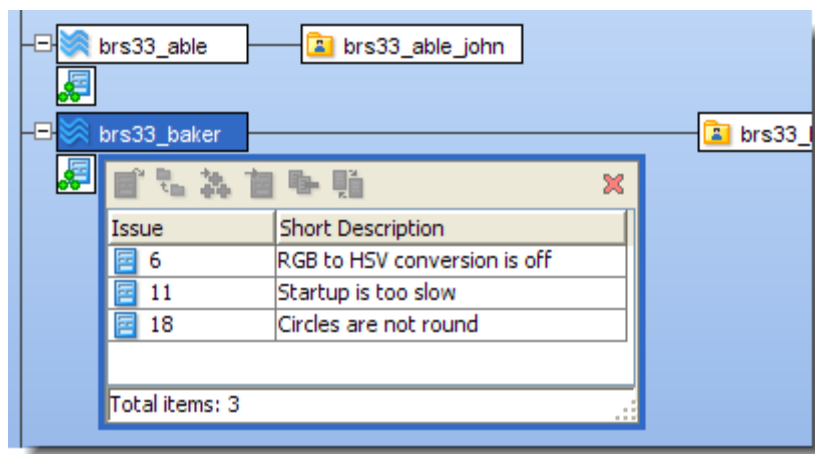 brs33_able brs33_able_john
brs33_baker brs33_
Issue Short Description
6 RGB to HSV conversion is off
11 Startup is too slow
18 Circles are not round
Total items: 3